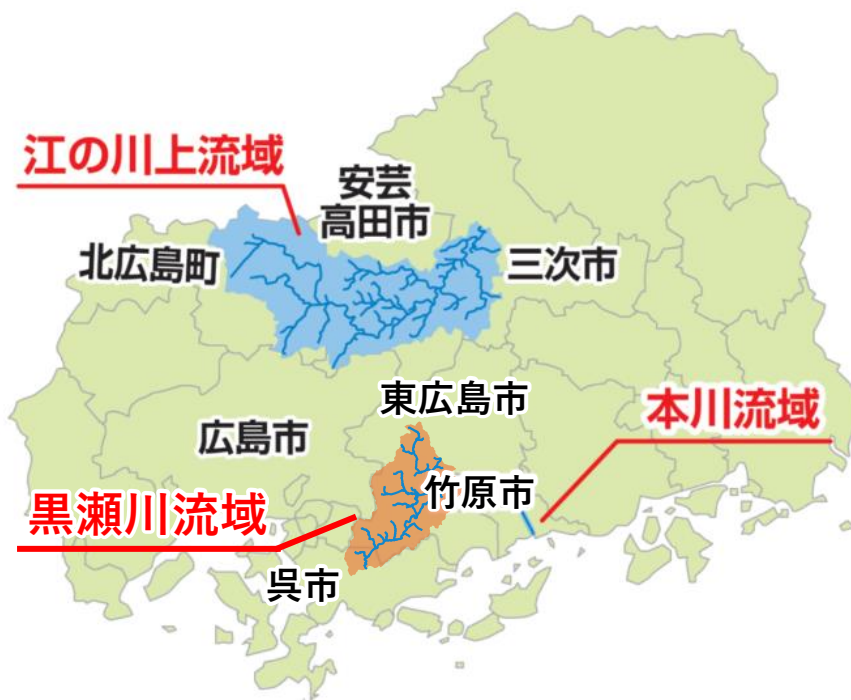 江の川上流域
安芸
高田市
北広島町
三次市
東広島市
本川流域
広島市
竹原市
黒瀬川流域
呉市